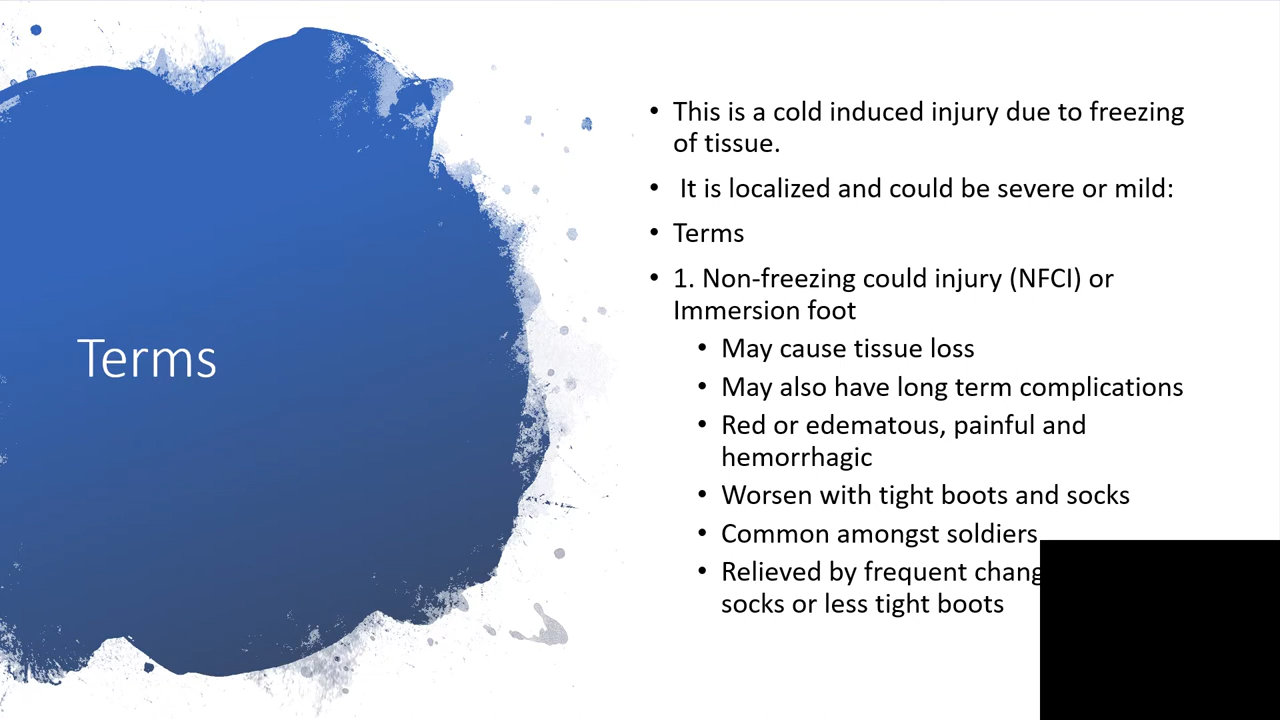 Terms
• This is a cold induced injury due to freezing
of tissue.
• It is localized and could be severe or mild:
• Terms
• 1. Non-freezing could injury (NFCI) or
Immersion foot
• May cause tissue loss
• May also have long term complications
• Red or edematous, painful and
hemorrhagic
• Worsen with tight boots and socks
• Common amongst soldiers
• Relieved by frequent
socks or less tight boots